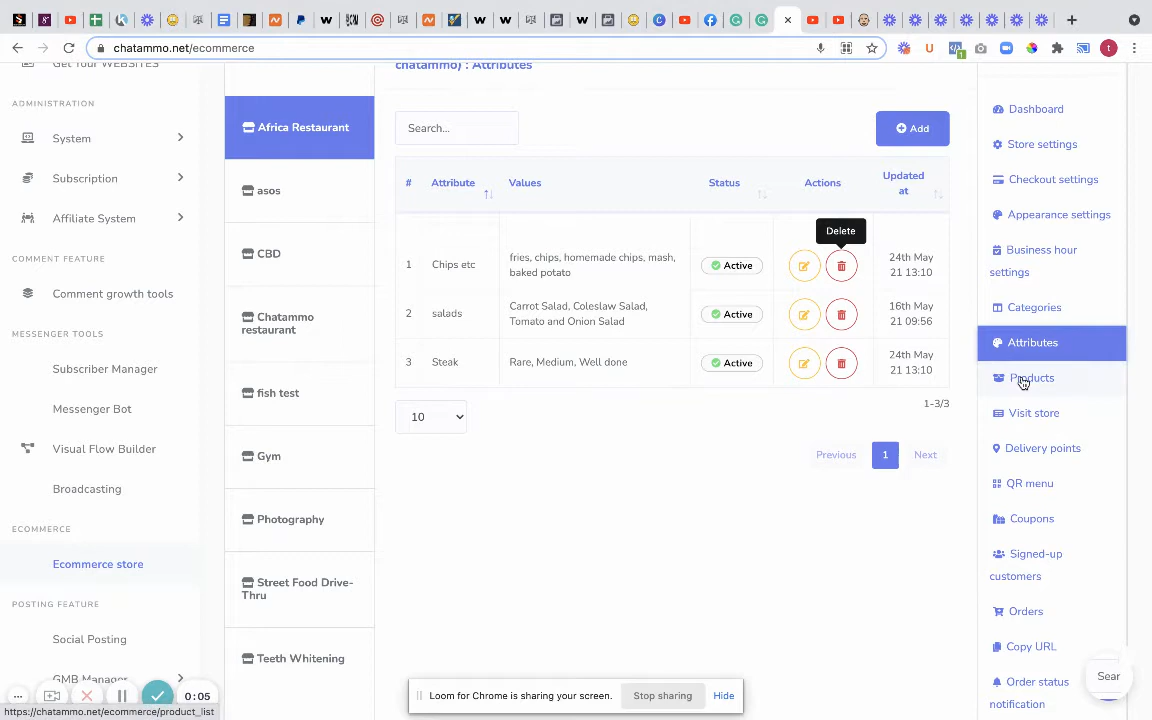 chatammo.net/ecommerce
Get Your WEBSITES
ADMINISTRATION
System
Subscription
Affiliate System
COMMENT FEATURE
Comment growth tools
MESSENGER TOOLS
Subscriber Manager
Messenger Bot
Visual Flow Builder
Broadcasting
ECOMMERCE
Ecommerce store
POSTING FEATURE
Social Posting
GMB Manager
Africa Restaurant
asos
CBD
Chatammo
restaurant
fish test
Gym
Photography
Street Food Drive-
Thru
Teeth Whitening
chatammo) : Attributes
Search...
Add
# Attribute Values Status Actions Updated
at
Delete
1 Chips etc fries, chips, homemade chips, mash,
baked potato Active 24th May
21 13:10
2 salads Carrot Salad, Coleslaw Salad,
Tomato and Onion Salad Active 16th May
21 09:56
3 Steak Rare, Medium, Well done Active 24th May
21 13:10
10
1-3/3
Previous 1 Next
Dashboard
Store settings
Checkout settings
Appearance settings
Business hour
settings
Categories
Attributes
Products
Visit store
Delivery points
QR menu
Coupons
Signed-up
customers
Orders
Copy URL
Order status
notification
Sear
0:05
Loom for Chrome is sharing your screen. Stop sharing Hide
https://chatammo.net/ecommerce/product_list